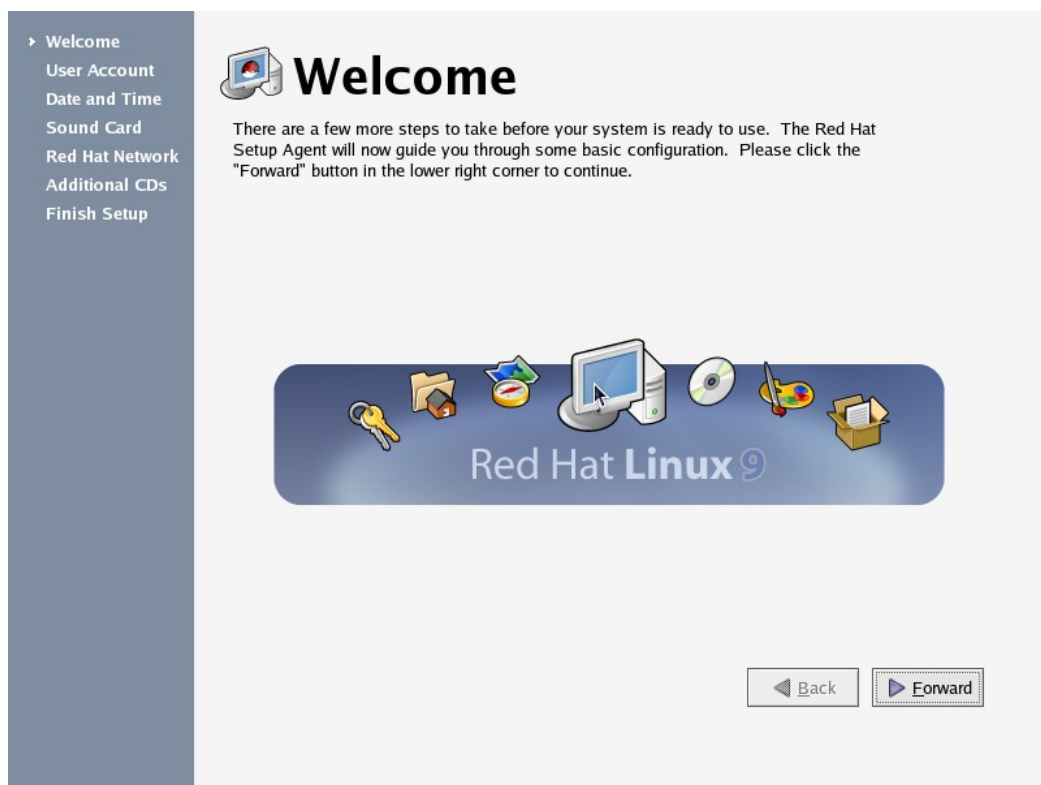 Welcome
User Account
Date and Time
Sound Card
Red Hat Network
Additional CDs
Finish Setup
Welcome
There are a few more steps to take before your system is ready to use. The Red Hat
Setup Agent will now guide you through some basic configuration. Please click the
"Forward" button in the lower right corner to continue.
Red Hat Linux 9
Back
Forward